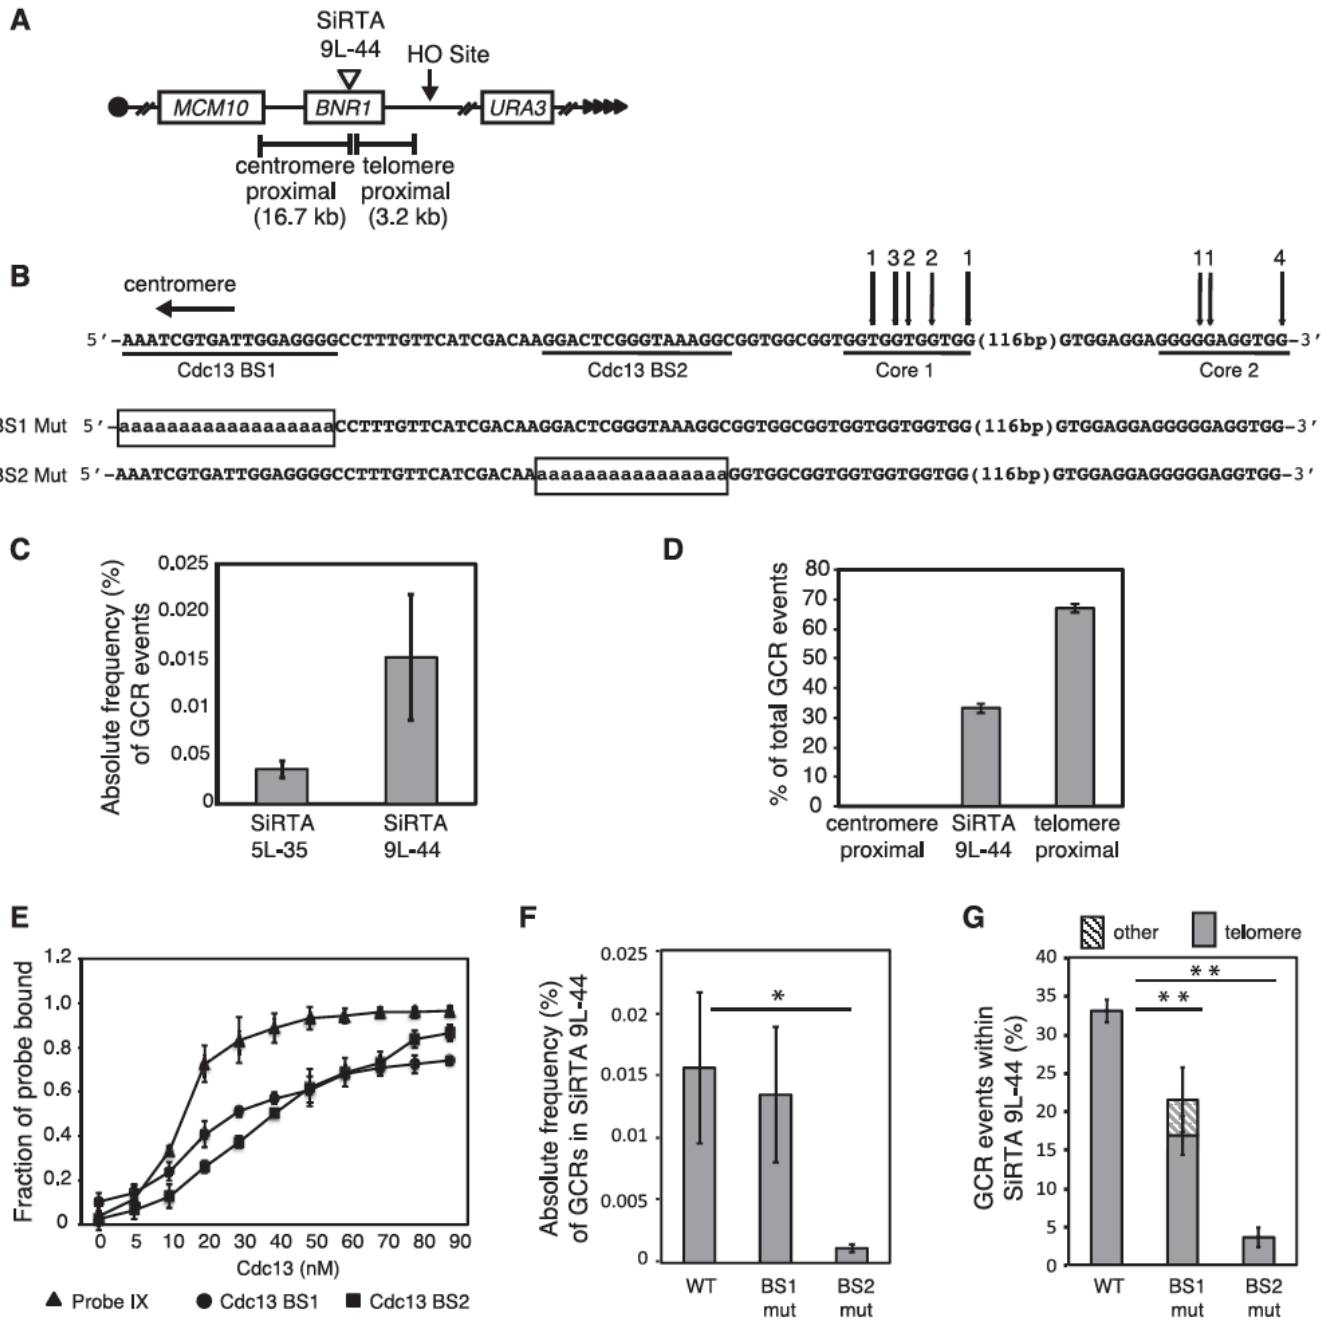 A
SiRTA
9L-44
HO Site
MCM10
BNR1
URA3
centromere telomere
proximal proximal
(16.7 kb) (3.2 kb)
B
centromere
1 3 2 2 1 1 1 4
5′-AAATCGTGATTGGAGGGGCCTTTGTTCATCGACAAGGACTCGGGTAAAGGCGGTGGCGGTGGTGGTGGTGG(116bp)GTGGAGGAGGGGGAGGTGG-3′
Cdc13 BS1 Cdc13 BS2 Core 1 Core 2
BS1 Mut 5′-aaaaaaaaaaaaaaaaaaCCTTTGTTCATCGACAAGGACTCGGGTAAAGGCGGTGGCGGTGGTGGTGGTGG(116bp)GTGGAGGAGGGGGAGGTGG-3′
BS2 Mut 5′-AAATCGTGATTGGAGGGGCCTTTGTTCATCGACAAaaaaaaaaaaaaaaaaGGTGGCGGTGGTGGTGGTGG(116bp)GTGGAGGAGGGGGAGGTGG-3′
C
Absolute frequency (%)
of GCR events
0.025
0.020
0.015
0.01
0.05
0
SiRTA
5L-35
SiRTA
9L-44
D
% of total GCR events
80
70
60
50
40
30
20
10
0
centromere
proximal
SiRTA
9L-44
telomere
proximal
E
Fraction of probe bound
1.2
1.0
0.8
0.6
0.4
0.2
0
0 5 10 20 30 40 50 60 70 80 90
Cdc13 (nM)
Probe IX Cdc13 BS1 Cdc13 BS2
F
Absolute frequency (%)
of GCRs in SiRTA 9L-44
0.025
0.02
0.015
0.01
0.005
0
*
WT
BS1
mut
BS2
mut
G
other telomere
GCR events within
SiRTA 9L-44 (%)
40
35
30
25
20
15
10
5
0
* *
* *
WT
BS1
mut
BS2
mut